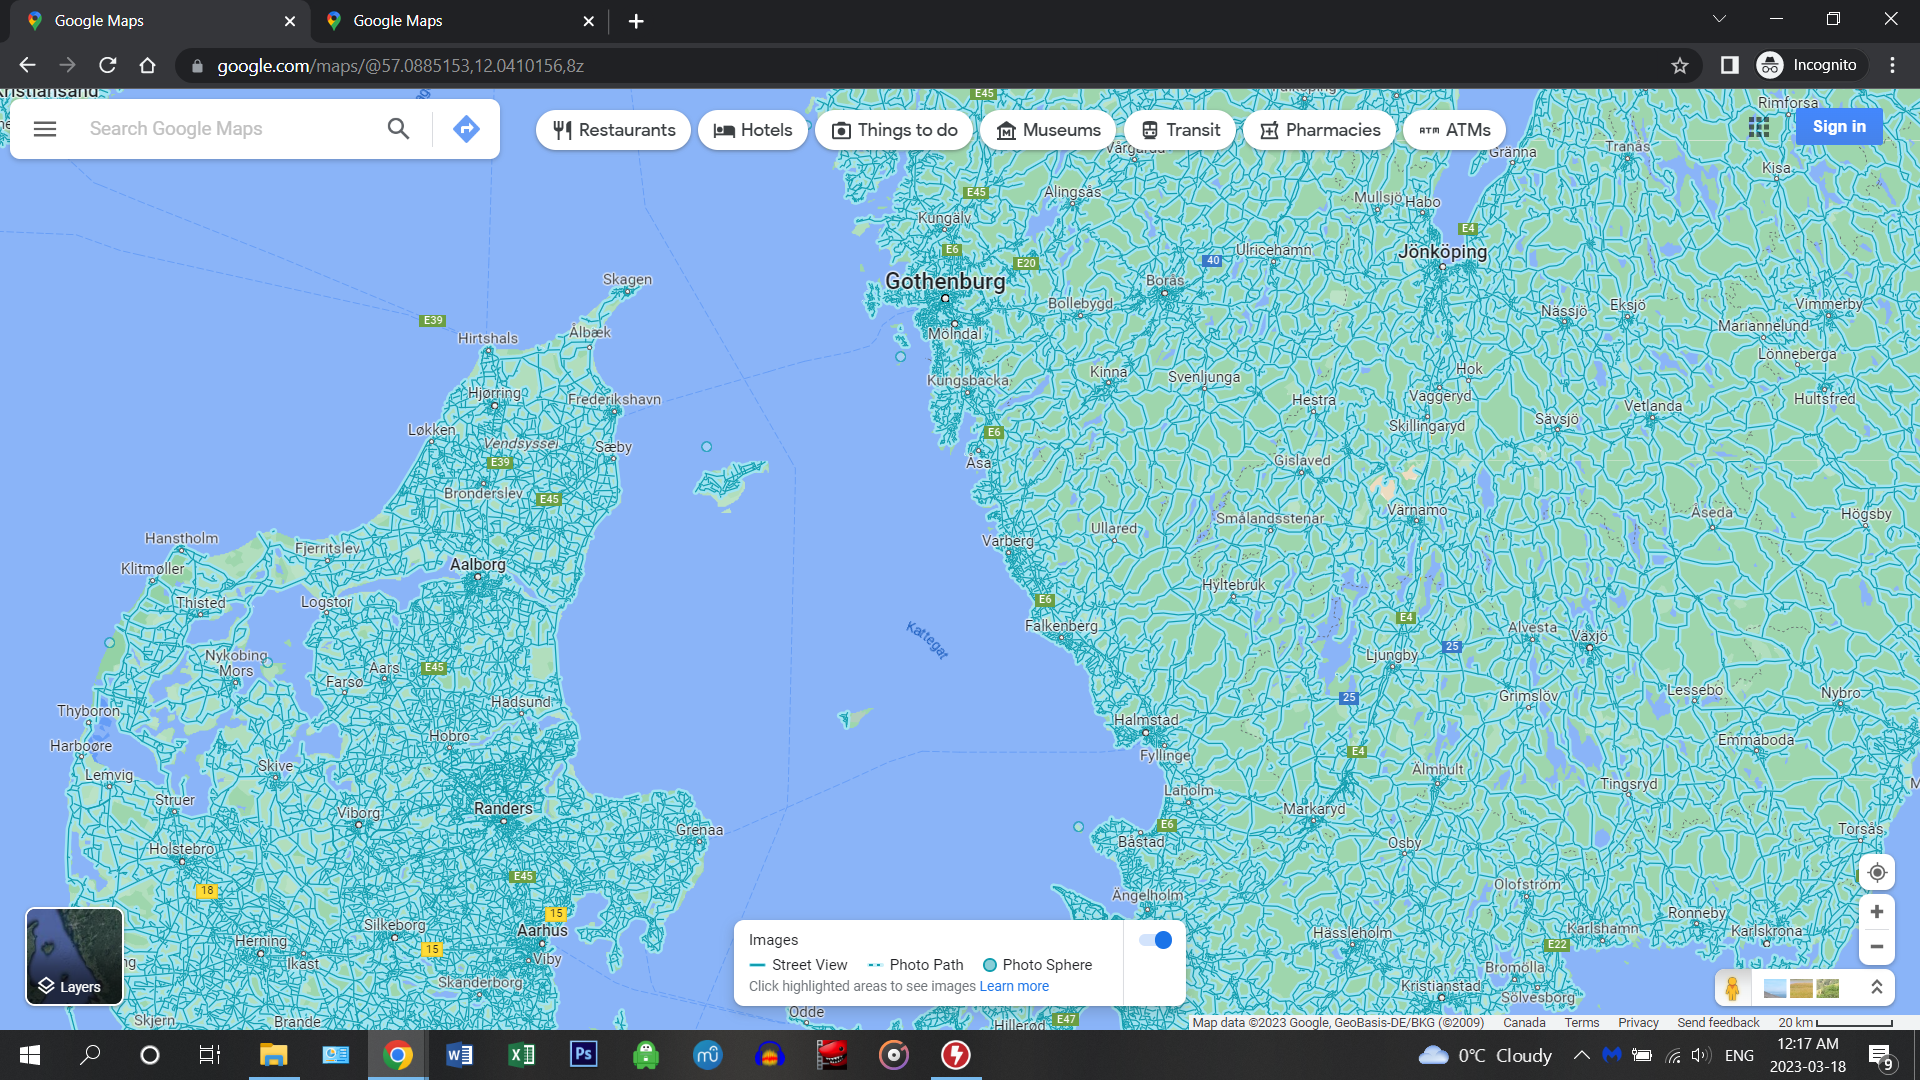 Google Maps
Google Maps
google.com/maps/@57.0885153,12.0410156,8z
Incognito
Kristiansand
E45
Rimforsa
Search Google Maps
Restaurants
Hotels
Things to do
Museums
Transit
Pharmacies
ATM ATMs
Sign in
Vårgårda
Gränna
Tranås
Kisa
E45
Alingsås
Mullsjö
Habo
Kungälv
E4
E6
Ulricehamn
Jönköping
E20
40
Skagen
Gothenburg
Borås
Bollebygd
Nässjö
Eksjö
Vimmerby
E39
Hirtshals
Ålbæk
Mölndal
Mariannelund
Lönneberga
Kungsbacka
Kinna
Svenljunga
Hok
Hjørring
Frederikshavn
Hestra
Vaggeryd
Hultsfred
Vetlanda
Sävsjö
Løkken
Vendsyssel
Sæby
E6
Skillingaryd
E39
Åsa
Gislaved
Bronderslev
E45
Värnamo
Åseda
Högsby
Smålandsstenar
Ullared
Hanstholm
Fjerritslev
Varberg
Klitmøller
Aalborg
Hyltebruk
Thisted
Logstor
E6
E4
Falkenberg
Alvesta
Växjö
Kattegat
25
Nykobing
Mors
Aars
E45
Farsø
Ljungby
25
Grimslöv
Lessebo
Nybro
Hadsund
Thyboron
Halmstad
Hobro
Harboøre
E4
Fyllinge
Emmaboda
Skive
Lemvig
Älmhult
Tingsryd
Struer
Viborg
Randers
Laholm
Markaryd
Grenaa
E6
Torsås
Båstad
Osby
Holstebro
E45
18
Ängelholm
Olofström
Ronneby
15
Silkeborg
Aarhus
Karlshamn
Karlskrona
Herning
15
Hässleholm
E22
Ikast
Viby
Bromölla
Skanderborg
Kristianstad
Sölvesborg
Odde
Skjern
Brande
Hillerød
E47
Layers
Images
Street View
Photo Path
Photo Sphere
Click highlighted areas to see images Learn more
Map data ©2023 Google, GeoBasis-DE/BKG (©2009)
Canada
Terms
Privacy
Send feedback
20 km
0°C Cloudy
ENG
12:17 AM
2023-03-18
9